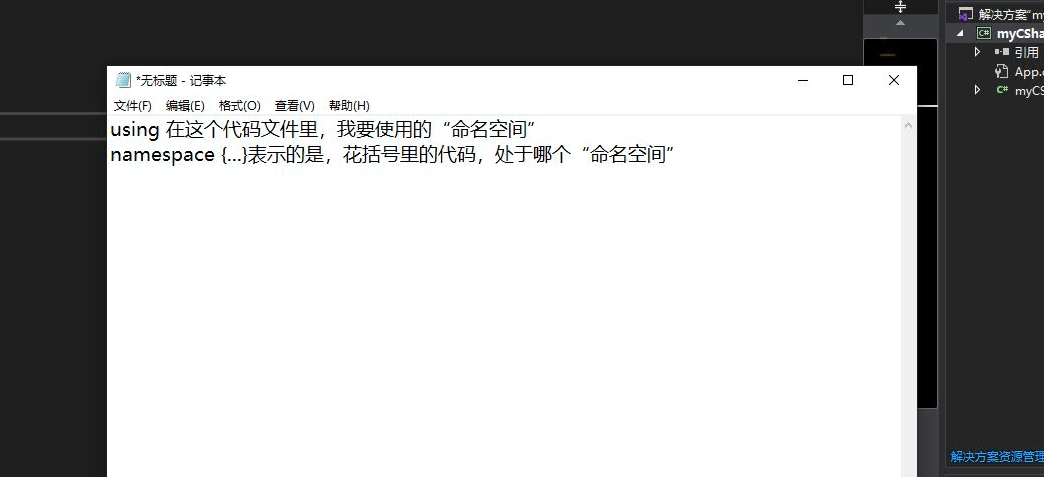 解决方案“my
*无标题 - 记事本
C# myCSha
引用
App.c
C# myCS
文件(F) 编辑(E) 格式(O) 查看(V) 帮助(H)
using 在这个代码文件里，我要使用的“命名空间”
namespace {...}表示的是，花括号里的代码，处于哪个“命名空间”
解决方案资源管理